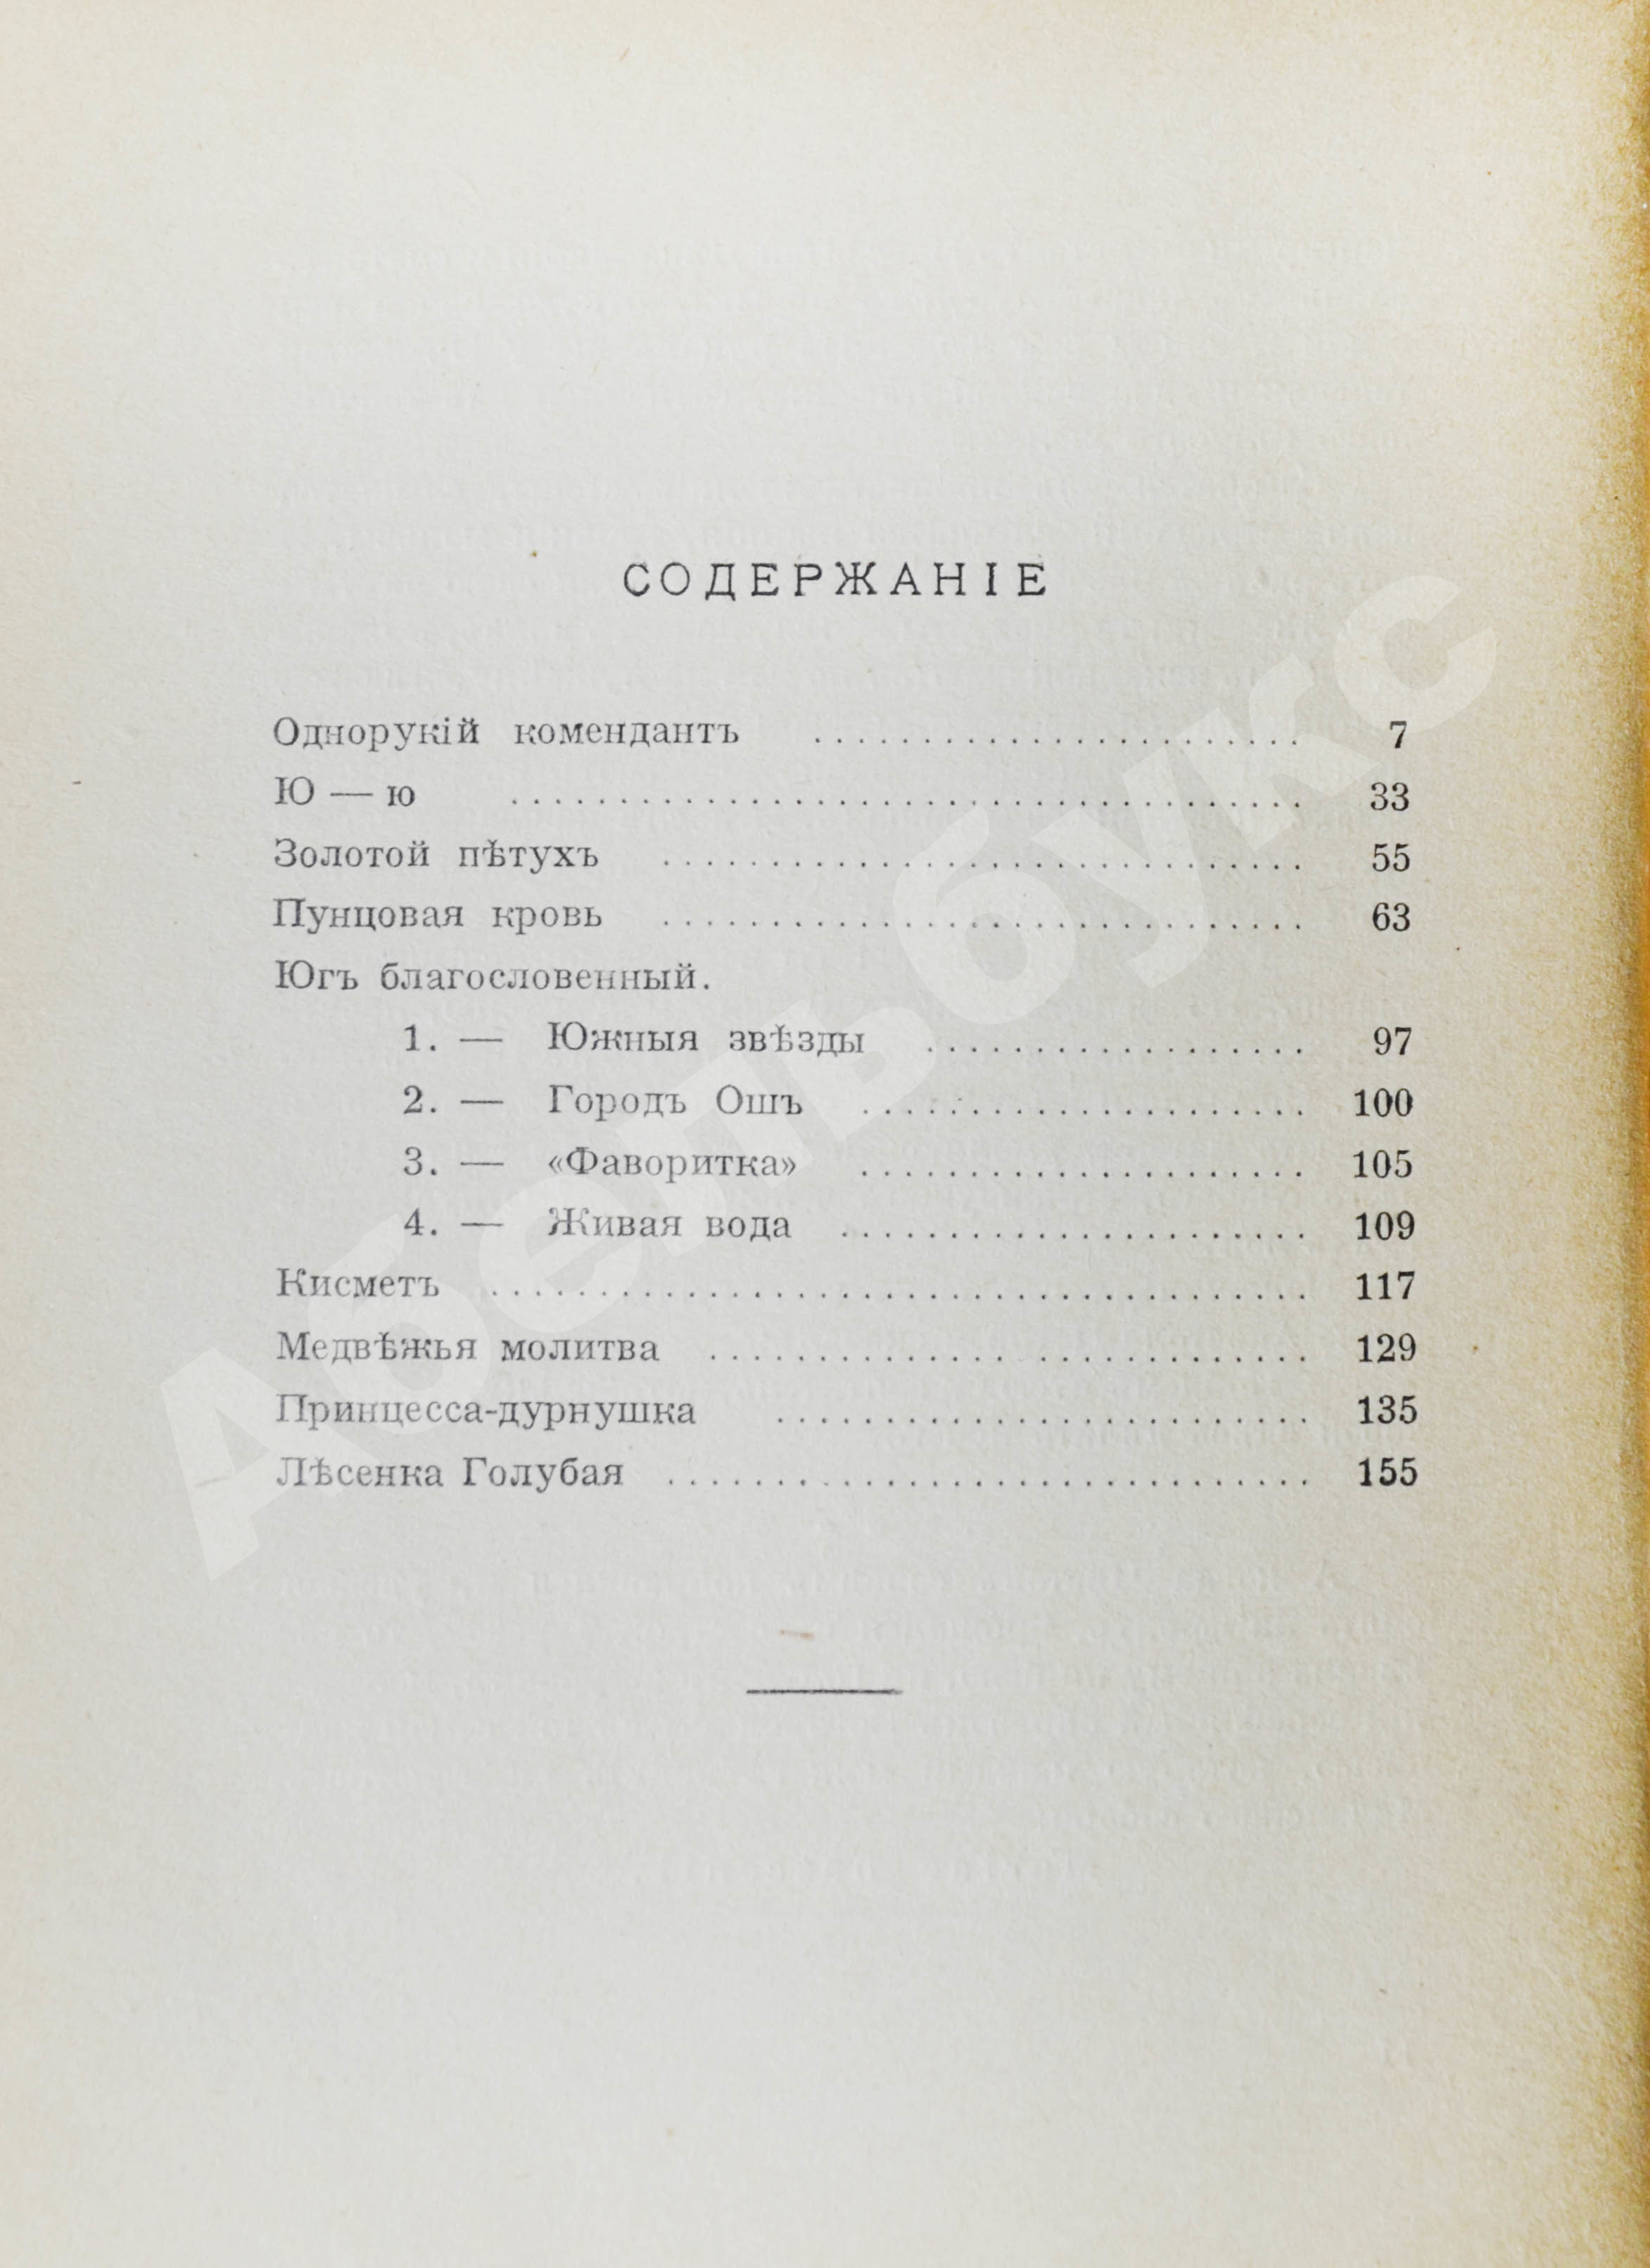 СОДЕРЖАНІЕ
Однорукій комендантъ ........................ 7
Ю — ю ..................................... 33
Золотой пѣтухъ .............................. 55
Пунцовая кровь .............................. 63
Югъ благословенный.
1. — Южныя звѣзды .................. 97
2. — Городъ Ошъ ..................... 100
3. — «Фаворитка» ..................... 105
4. — Живая вода ...................... 109
Кисметъ ...................................... 117
Медвѣжья молитва ............................ 129
Принцесса-дурнушка ......................... 135
Лѣсенка Голубая .............................. 155
Абельбукс